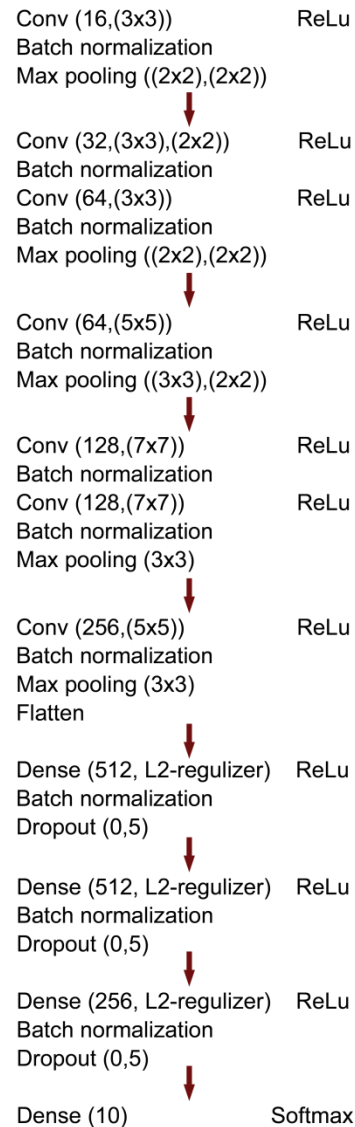 Conv (16,(3x3)) ReLu
Batch normalization
Max pooling ((2x2),(2x2))
Conv (32,(3x3),(2x2)) ReLu
Batch normalization
Conv (64,(3x3)) ReLu
Batch normalization
Max pooling ((2x2),(2x2))
Conv (64,(5x5)) ReLu
Batch normalization
Max pooling ((3x3),(2x2))
Conv (128,(7x7)) ReLu
Batch normalization
Conv (128,(7x7)) ReLu
Batch normalization
Max pooling (3x3)
Conv (256,(5x5)) ReLu
Batch normalization
Max pooling (3x3)
Flatten
Dense (512, L2-regulizer) ReLu
Batch normalization
Dropout (0,5)
Dense (512, L2-regulizer) ReLu
Batch normalization
Dropout (0,5)
Dense (256, L2-regulizer) ReLu
Batch normalization
Dropout (0,5)
Dense (10) Softmax